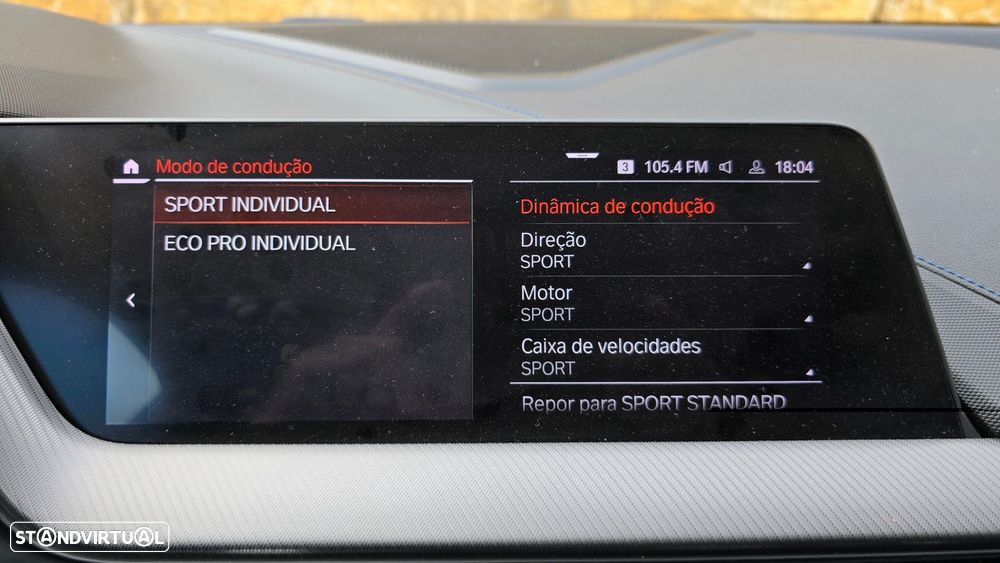 Modo de condução
3 105.4 FM 18:04
SPORT INDIVIDUAL
ECO PRO INDIVIDUAL
Dinâmica de condução
Direção
SPORT
Motor
SPORT
Caixa de velocidades
SPORT
Repor para SPORT STANDARD
STANDVIRTUAL